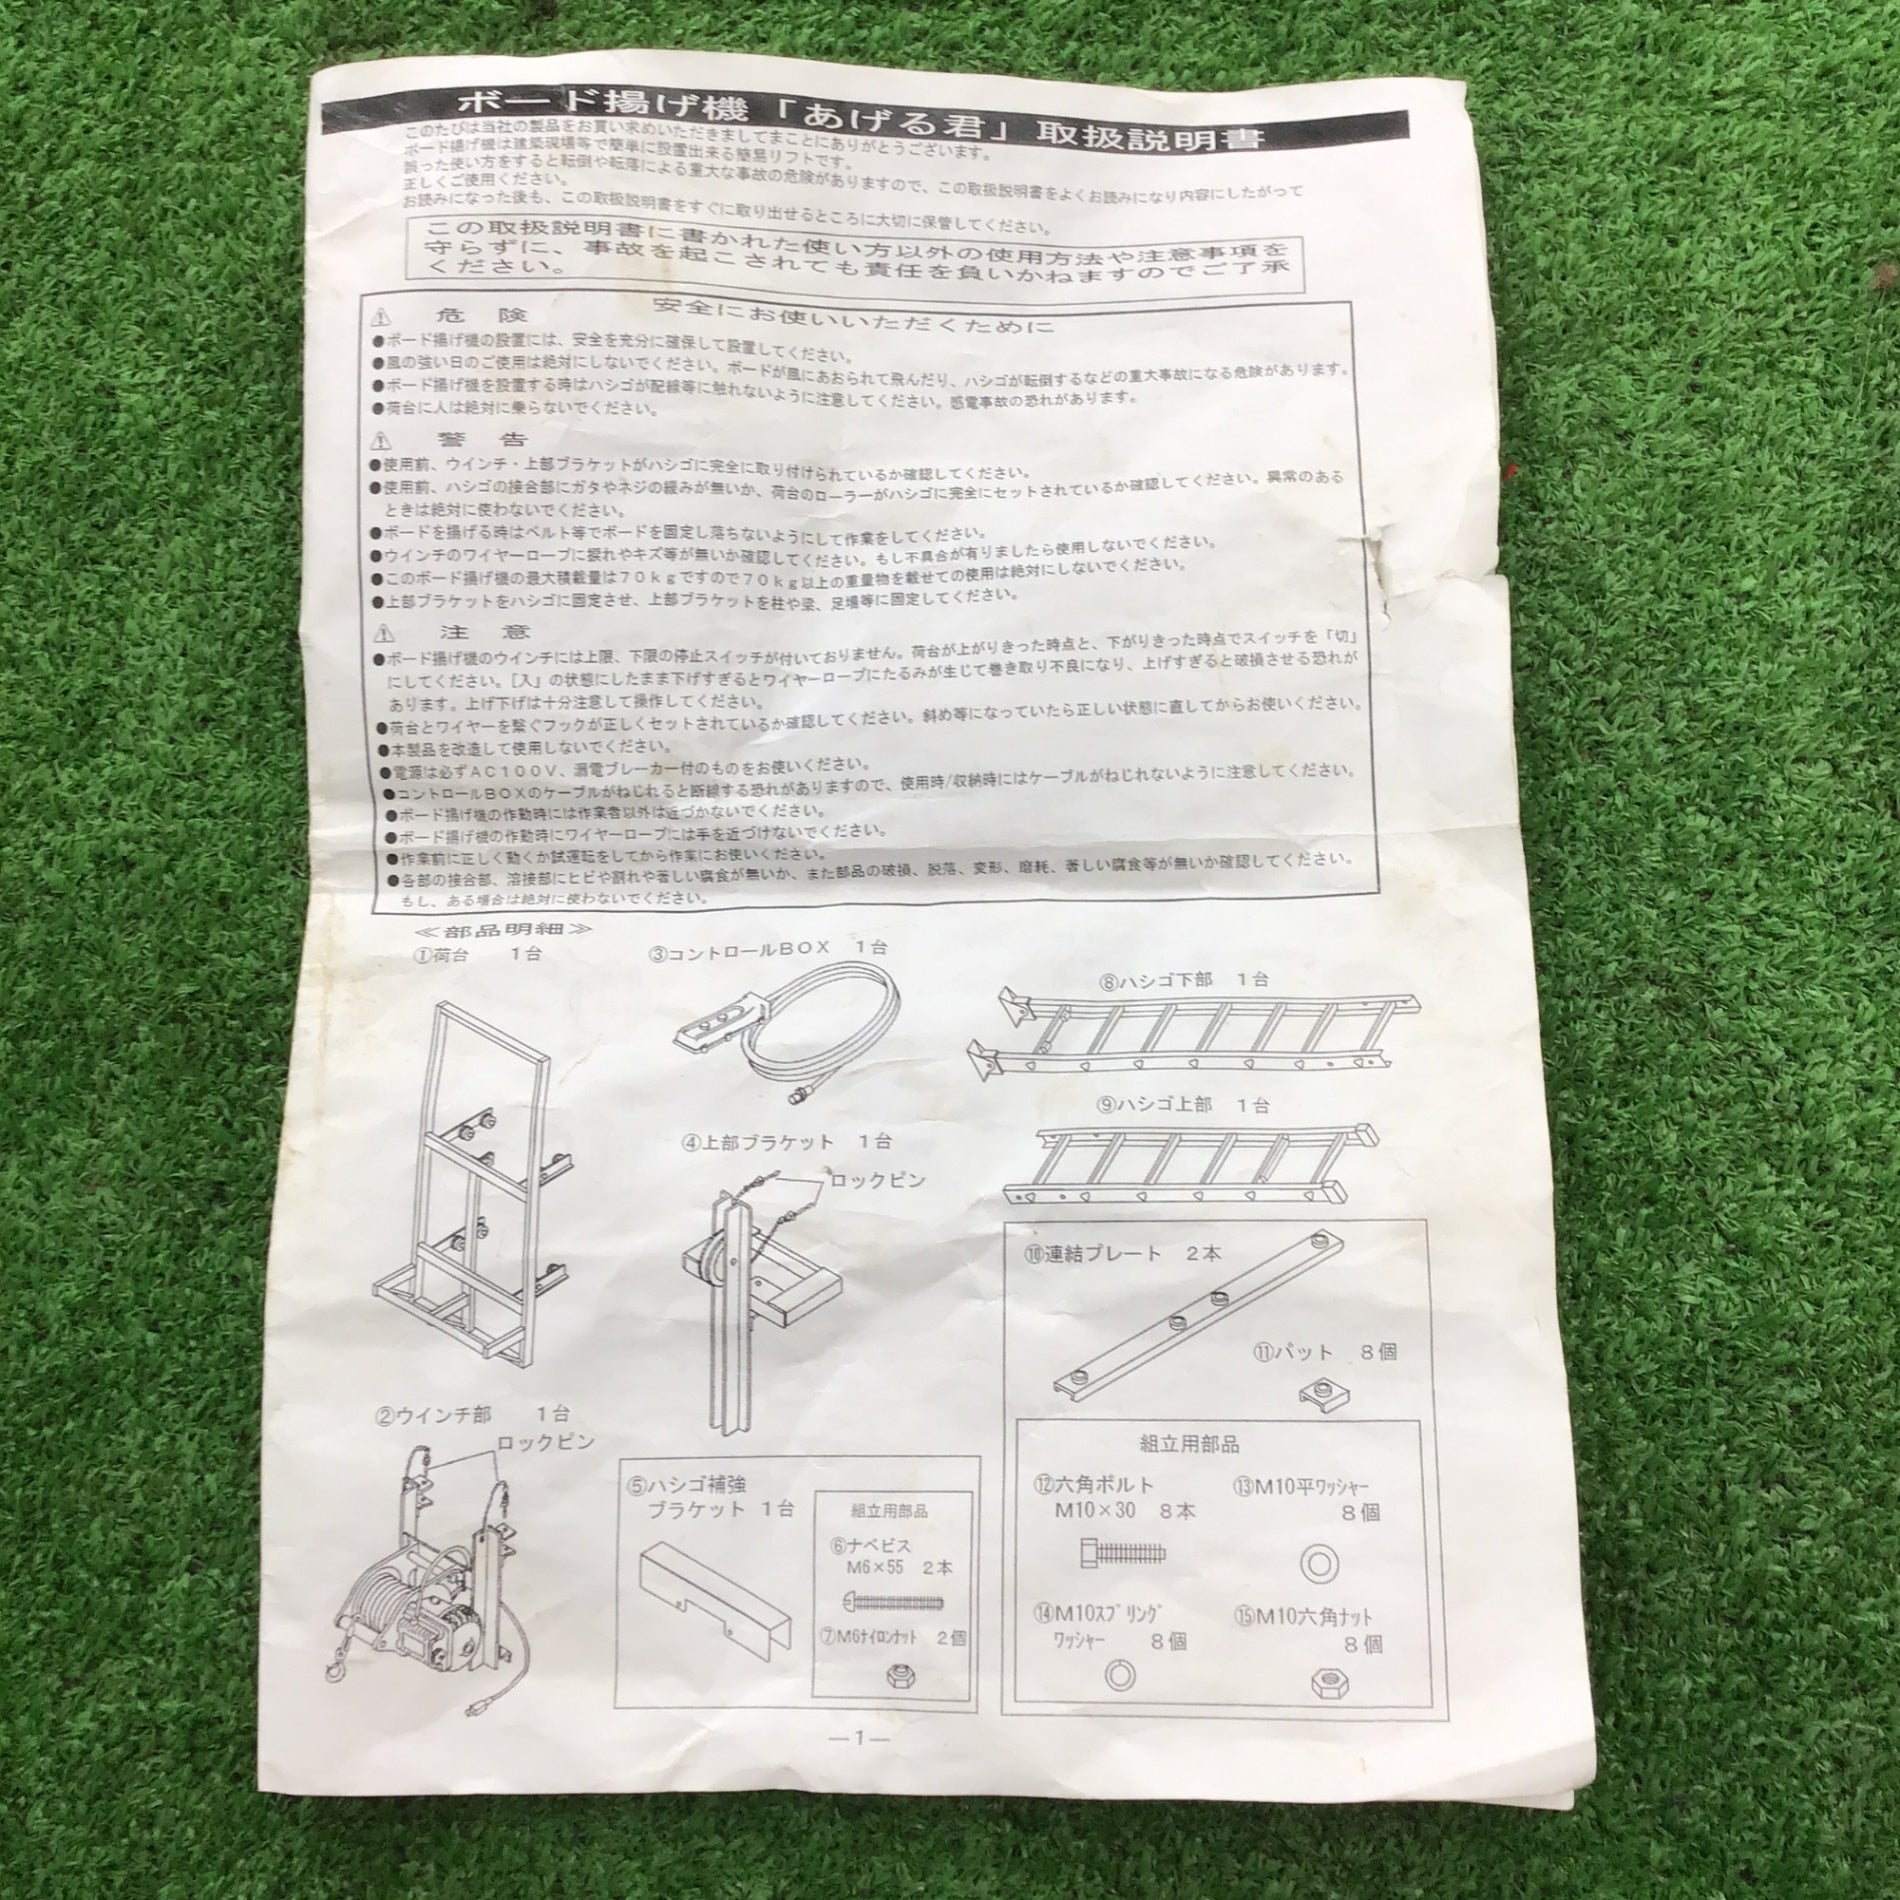 ボード揚げ機「あげる君」取扱説明書
このたびは当社の製品をお買い求めいただきましてまことにありがとうございます。
ボード揚げ機は建築現場等で簡単に設置出来る簡易リフトです。
誤った使い方をすると転倒や転落による重大な事故の危険がありますので、この取扱説明書をよくお読みになり内容にしたがって
正しくご使用ください。
お読みになった後も、この取扱説明書をすぐに取り出せるところに大切に保管してください。
この取扱説明書に書かれた使い方以外の使用方法や注意事項を
守らずに、事故を起こされても責任を負いかねますのでご了承
ください。
安全にお使いいただくために
⚠ 危 険
●ボード揚げ機の設置には、安全を充分に確保して設置してください。
●風の強い日のご使用は絶対にしないでください。ボードが風にあおられて飛んだり、ハシゴが転倒するなどの重大事故になる危険があります。
●ボード揚げ機を設置する時はハシゴが配線等に触れないように注意してください。感電事故の恐れがあります。
●荷台に人は絶対に乗らないでください。
⚠ 警 告
●使用前、ウインチ・上部ブラケットがハシゴに完全に取り付けられているか確認してください。
●使用前、ハシゴの接合部にガタやネジの緩みが無いか、荷台のローラーがハシゴに完全にセットされているか確認してください。異常のある
ときは絶対に使わないでください。
●ボードを揚げる時はベルト等でボードを固定し落ちないようにして作業をしてください。
●ウインチのワイヤーロープに捩れやキズ等が無いか確認してください。もし不具合が有りましたら使用しないでください。
●このボード揚げ機の最大積載量は70kgですので70kg以上の重量物を載せての使用は絶対にしないでください。
●上部ブラケットをハシゴに固定させ、上部ブラケットを柱や梁、足場等に固定してください。
⚠ 注 意
●ボード揚げ機のウインチには上限、下限の停止スイッチが付いておりません。荷台が上がりきった時点と、下がりきった時点でスイッチを「切」
にしてください。[入」の状態にしたまま下げすぎるとワイヤーロープにたるみが生じて巻き取り不良になり、上げすぎると破損させる恐れが
あります。上げ下げは十分注意して操作してください。
●荷台とワイヤーを繋ぐフックが正しくセットされているか確認してください。斜め等になっていたら正しい状態に直してからお使いください。
●本製品を改造して使用しないでください。
●電源は必ずAC100V、漏電ブレーカー付のものをお使いください。
●コントロールBOXのケーブルがねじれると断線する恐れがありますので、使用時/収納時にはケーブルがねじれないように注意してください。
●ボード揚げ機の作動時には作業者以外は近づかないでください。
●ボード揚げ機の作動時にワイヤーロープには手を近づけないでください。
●作業前に正しく動くか試運転をしてから作業にお使いください。
●各部の接合部、溶接部にヒビや割れや著しい腐食が無いか、また部品の破損、脱落、変形、磨耗、著しい腐食等が無いか確認してください。
もし、ある場合は絶対に使わないでください。
≪部品明細≫
①荷台 1台
③コントロールBOX 1台
⑧ハシゴ下部 1台
⑨ハシゴ上部 1台
④上部ブラケット 1台
ロックピン
⑩連結プレート 2本
⑪パット 8個
②ウインチ部 1台
ロックピン
⑤ハシゴ補強
ブラケット 1台
組立用部品
⑥ナベビス
M6×55 2本
⑦M6ナイロンナット 2個
組立用部品
⑫六角ボルト
M10×30 8本
⑬M10平ワッシャー
8個
⑭M10スプリング
ワッシャー 8個
⑮M10六角ナット
8個
—1—